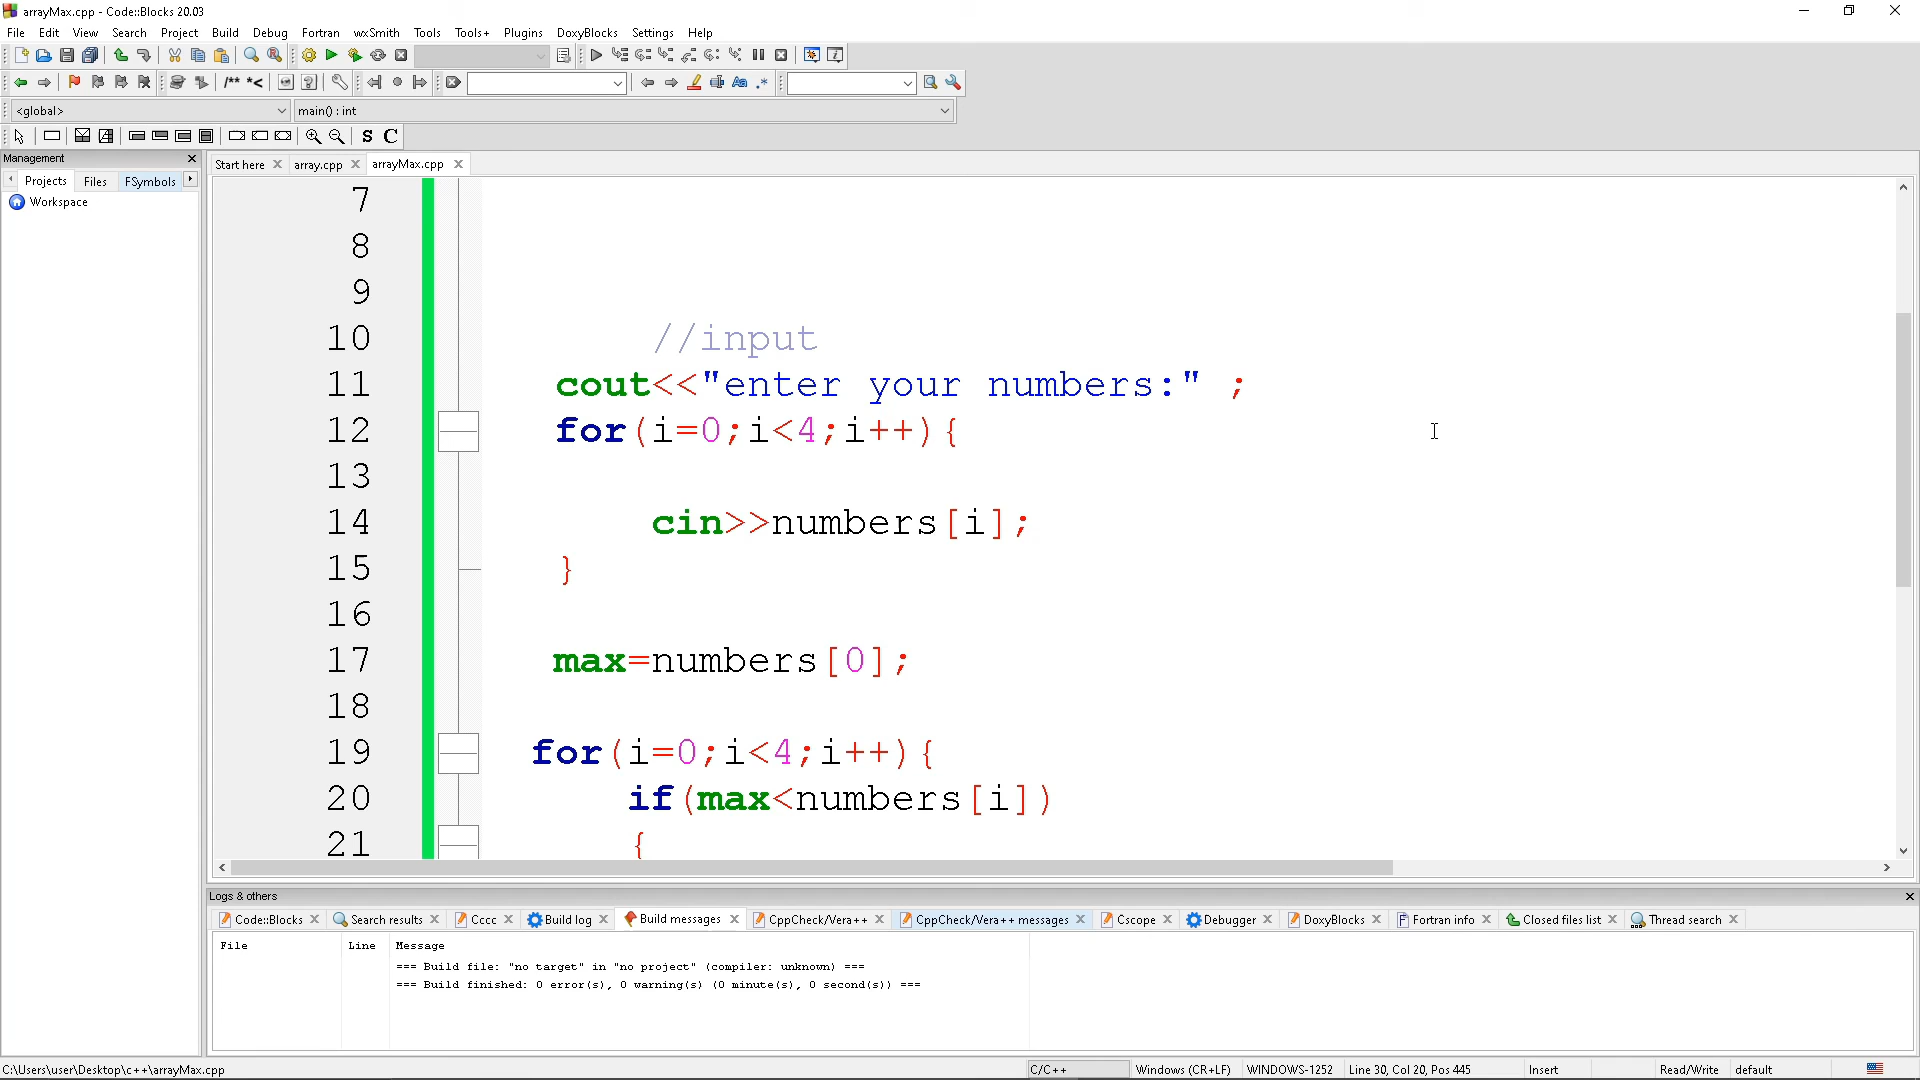 arrayMax.cpp - Code::Blocks 20.03
File Edit View Search Project Build Debug Fortran wxSmith Tools Tools+ Plugins DoxyBlocks Settings Help
/** *<
<global> main() : int
S C
Management
Start here array.cpp arrayMax.cpp
Projects Files FSymbols
Workspace
7
8
9
10 //input
11 cout<<"enter your numbers:" ;
12 for(i=0;i<4;i++){
13
14 cin>>numbers[i];
15 }
16
17 max=numbers[0];
18
19 for(i=0;i<4;i++){
20 if(max<numbers[i])
21 {
Logs & others
Code::Blocks Search results Cccc Build log Build messages CppCheck/Vera++ CppCheck/Vera++ messages Cscope Debugger DoxyBlocks Fortran info Closed files list Thread search
File Line Message
=== Build file: "no target" in "no project" (compiler: unknown) ===
=== Build finished: 0 error(s), 0 warning(s) (0 minute(s), 0 second(s)) ===
C:\Users\user\Desktop\c++\arrayMax.cpp C/C++ Windows (CR+LF) WINDOWS-1252 Line 30, Col 20, Pos 445 Insert Read/Write default